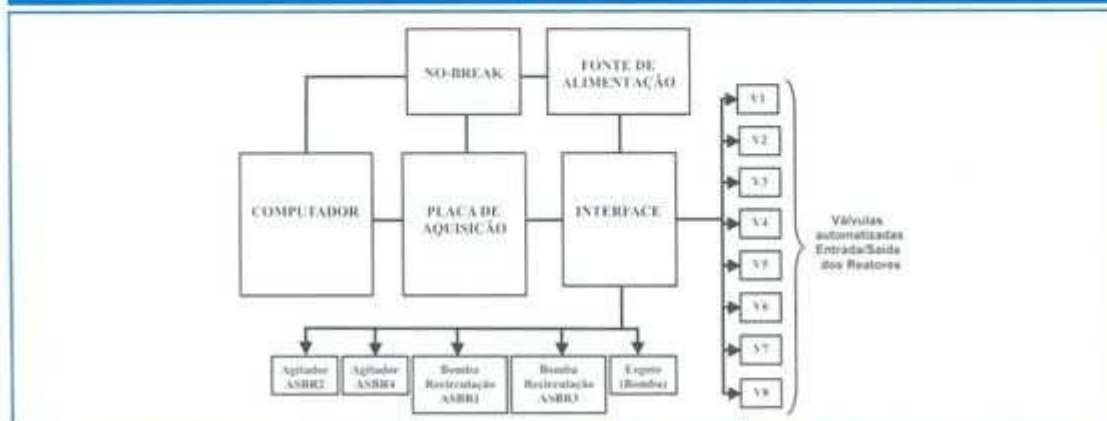 NO-BREAK
FONTE DE
ALIMENTAÇÃO
COMPUTADOR
PLACA DE
AQUISIÇÃO
INTERFACE
V1
V2
V3
V4
V5
V6
V7
V8
Válvulas
automatizadas
Entrada/Saída
dos Reatores
Agitador
ASBR2
Agitador
ASBR4
Bomba
Recirculação
ASBR1
Bomba
Recirculação
ASBR3
Esgoto
(Bomba)